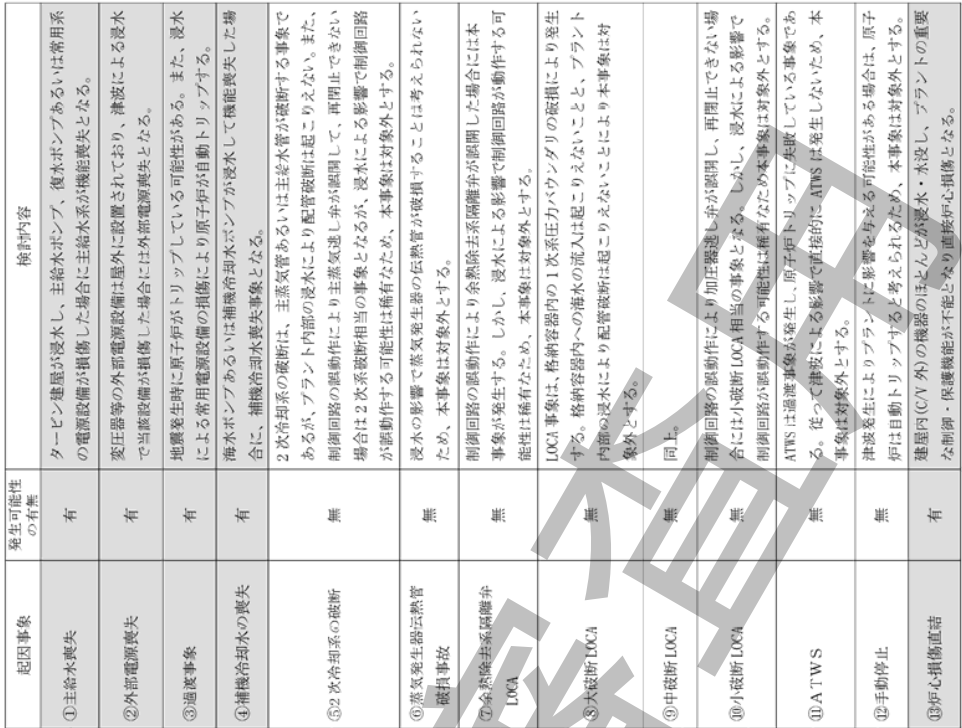 起因事象
発生可能性
の有無
検討内容
①主給水喪失
有
タービン建屋が浸水し、主給水ポンプ、復水ポンプあるいは常用系
の電源設備が損傷した場合に主給水系が機能喪失となる。
②外部電源喪失
有
変圧器等の外部電源設備は屋外に設置されており、津波による浸水
で当該設備が損傷した場合には外部電源喪失となる。
③過渡事象
有
地震発生時に原子炉がトリップしている可能性がある。また、浸水
による常用電源設備の損傷により原子炉が自動トリップする。
④補機冷却水の喪失
有
海水ポンプあるいは補機冷却水ポンプが浸水して機能喪失した場
合に、補機冷却水喪失事象となる。
⑤2次冷却系の破断
無
2次冷却系の破断は、主蒸気管あるいは主給水管が破断する事象で
あるが、プラント内部の浸水により配管破断は起こりえない。また、
制御回路の誤動作により主蒸気逃し弁が誤開して、再閉止できない
場合は2次系破断相当の事象となるが、浸水による影響で制御回路
が誤動作する可能性は稀有なため、本事象は対象外とする。
⑥蒸気発生器伝熱管
破損事故
無
浸水の影響で蒸気発生器の伝熱管が破損することは考えられない
ため、本事象は対象外とする。
⑦余熱除去系隔離弁
LOCA
無
制御回路の誤動作により余熱除去系隔離弁が誤開した場合には本
事象が発生する。しかし、浸水による影響で制御回路が動作する可
能性は稀有なため、本事象は対象外とする。
⑧大破断 LOCA
無
LOCA 事象は、格納容器内の1次系圧力バウンダリの破損により発生
する。格納容器内への海水の流入は起こりえないことと、プラント
内部の浸水により配管破断は起こりえないことにより本事象は対
象外とする。
⑨中破断 LOCA
無
同上。
⑩小破断 LOCA
無
制御回路の誤動作により加圧器逃し弁が誤開し、再閉止できない場
合には小破断 LOCA 相当の事象となる。しかし、浸水による影響で
制御回路が誤動作する可能性は稀有なため本事象は対象外とする。
⑪ATWS
無
ATWS は過渡事象が発生し、原子炉トリップに失敗している事象であ
る。従って津波による影響で直接的に ATWS は発生しないため、本
事象は対象外とする。
⑫手動停止
無
津波発生によりプラントに影響を与える可能性がある場合は、原子
炉は自動トリップすると考えられるため、本事象は対象外とする。
⑬炉心損傷直結
有
建屋内(C/V 外)の機器のほとんどが浸水・水没し、プラントの重要
な制御・保護機能が不能となり直接炉心損傷となる。